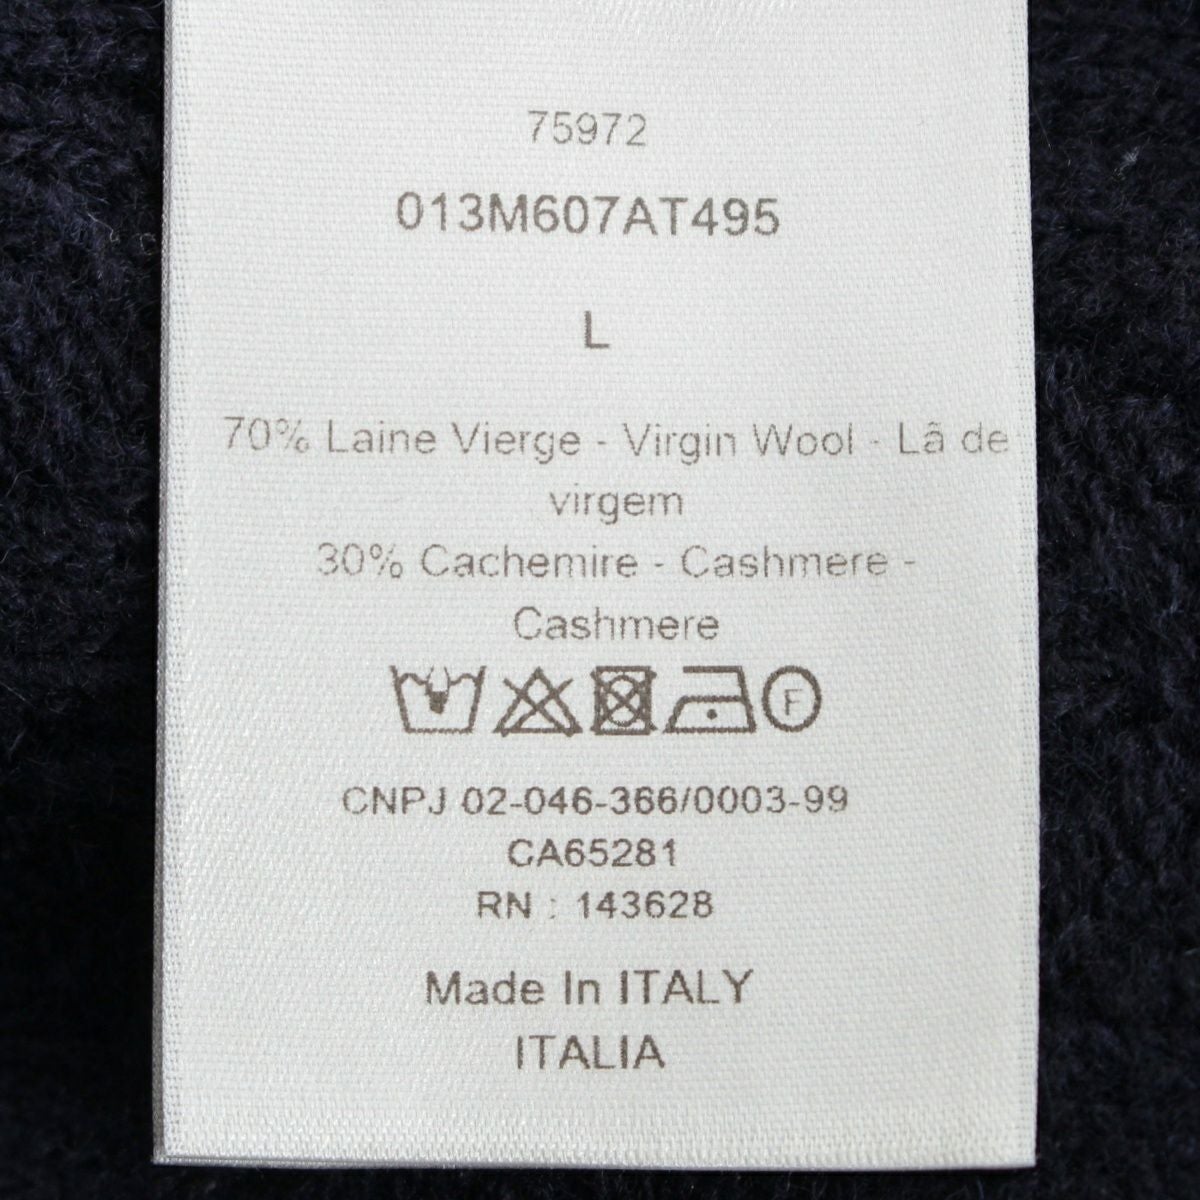 75972
013M607AT495
L
70% Laine Vierge - Virgin Wool - Lã de
virgem
30% Cachemire - Cashmere -
Cashmere
F
CNPJ 02-046-366/0003-99
CA65281
RN : 143628
Made In ITALY
ITALIA